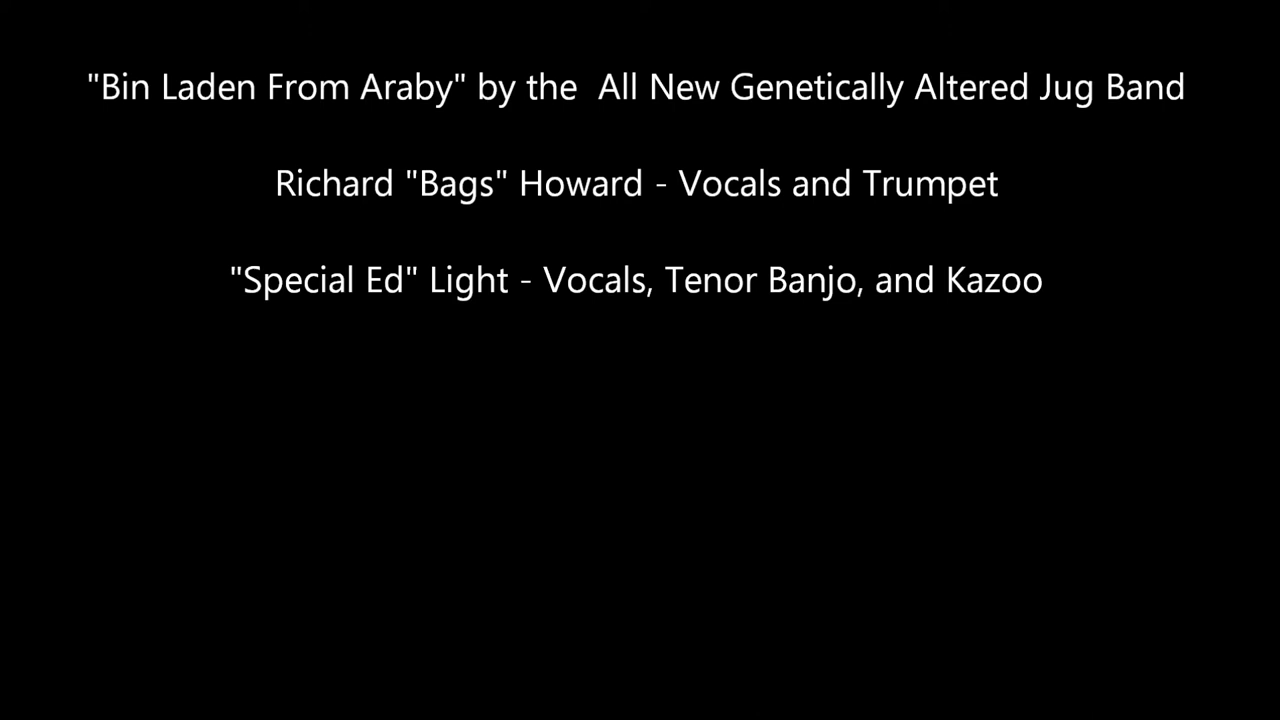 "Bin Laden From Araby" by the  All New Genetically Altered Jug Band
Richard "Bags" Howard - Vocals and Trumpet
"Special Ed" Light - Vocals, Tenor Banjo, and Kazoo